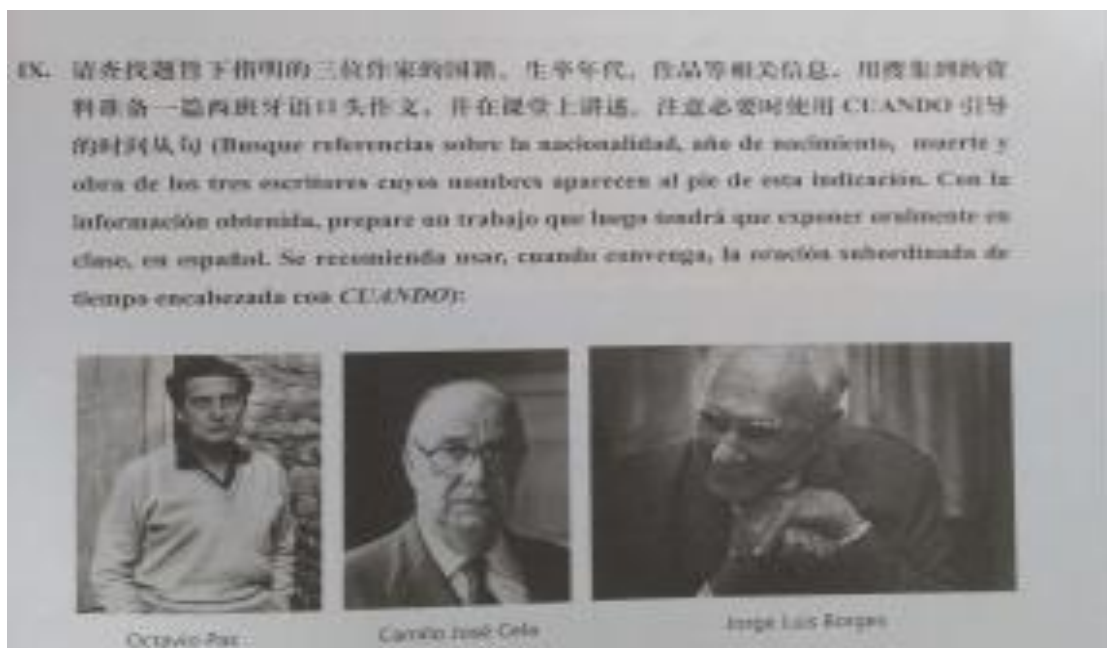 IX. 请查找题管下指明的三位作家的国籍、生卒年代、作品等相关信息，用搜集到的资
料准备一篇西班牙语口头作文，并在课堂上讲述。注意必要时使用 CUANDO 引导
的时间从句 (Busque referencias sobre la nacionalidad, año de nacimiento, muerte y
obra de los tres escritores cuyos nombres aparecen al pie de esta indicación. Con la
información obtenida, prepare un trabajo que luego tendrá que exponer oralmente en
clase, en español. Se recomienda usar, cuando convenga, la oración subordinada de
tiempo encabezada con CUANDO):
Octavio Paz
Camilo José Cela
Jorge Luis Borges